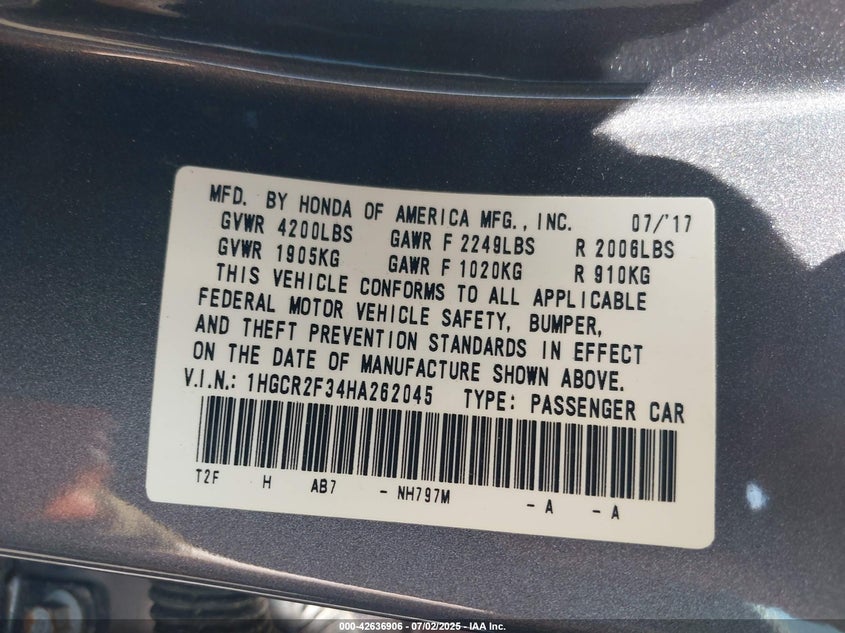 MFD. BY HONDA OF AMERICA MFG., INC. 07/'17
GVWR 4200LBS GAWR F 2249LBS R 2006LBS
GVWR 1905KG GAWR F 1020KG R 910KG
THIS VEHICLE CONFORMS TO ALL APPLICABLE
FEDERAL MOTOR VEHICLE SAFETY, BUMPER,
AND THEFT PREVENTION STANDARDS IN EFFECT
ON THE DATE OF MANUFACTURE SHOWN ABOVE.
V.I.N.: 1HGCR2F34HA262045 TYPE: PASSENGER CAR
T2F H AB7 - NH797M - A - A
000-42636906 - 07/02/2025 - IAA Inc.